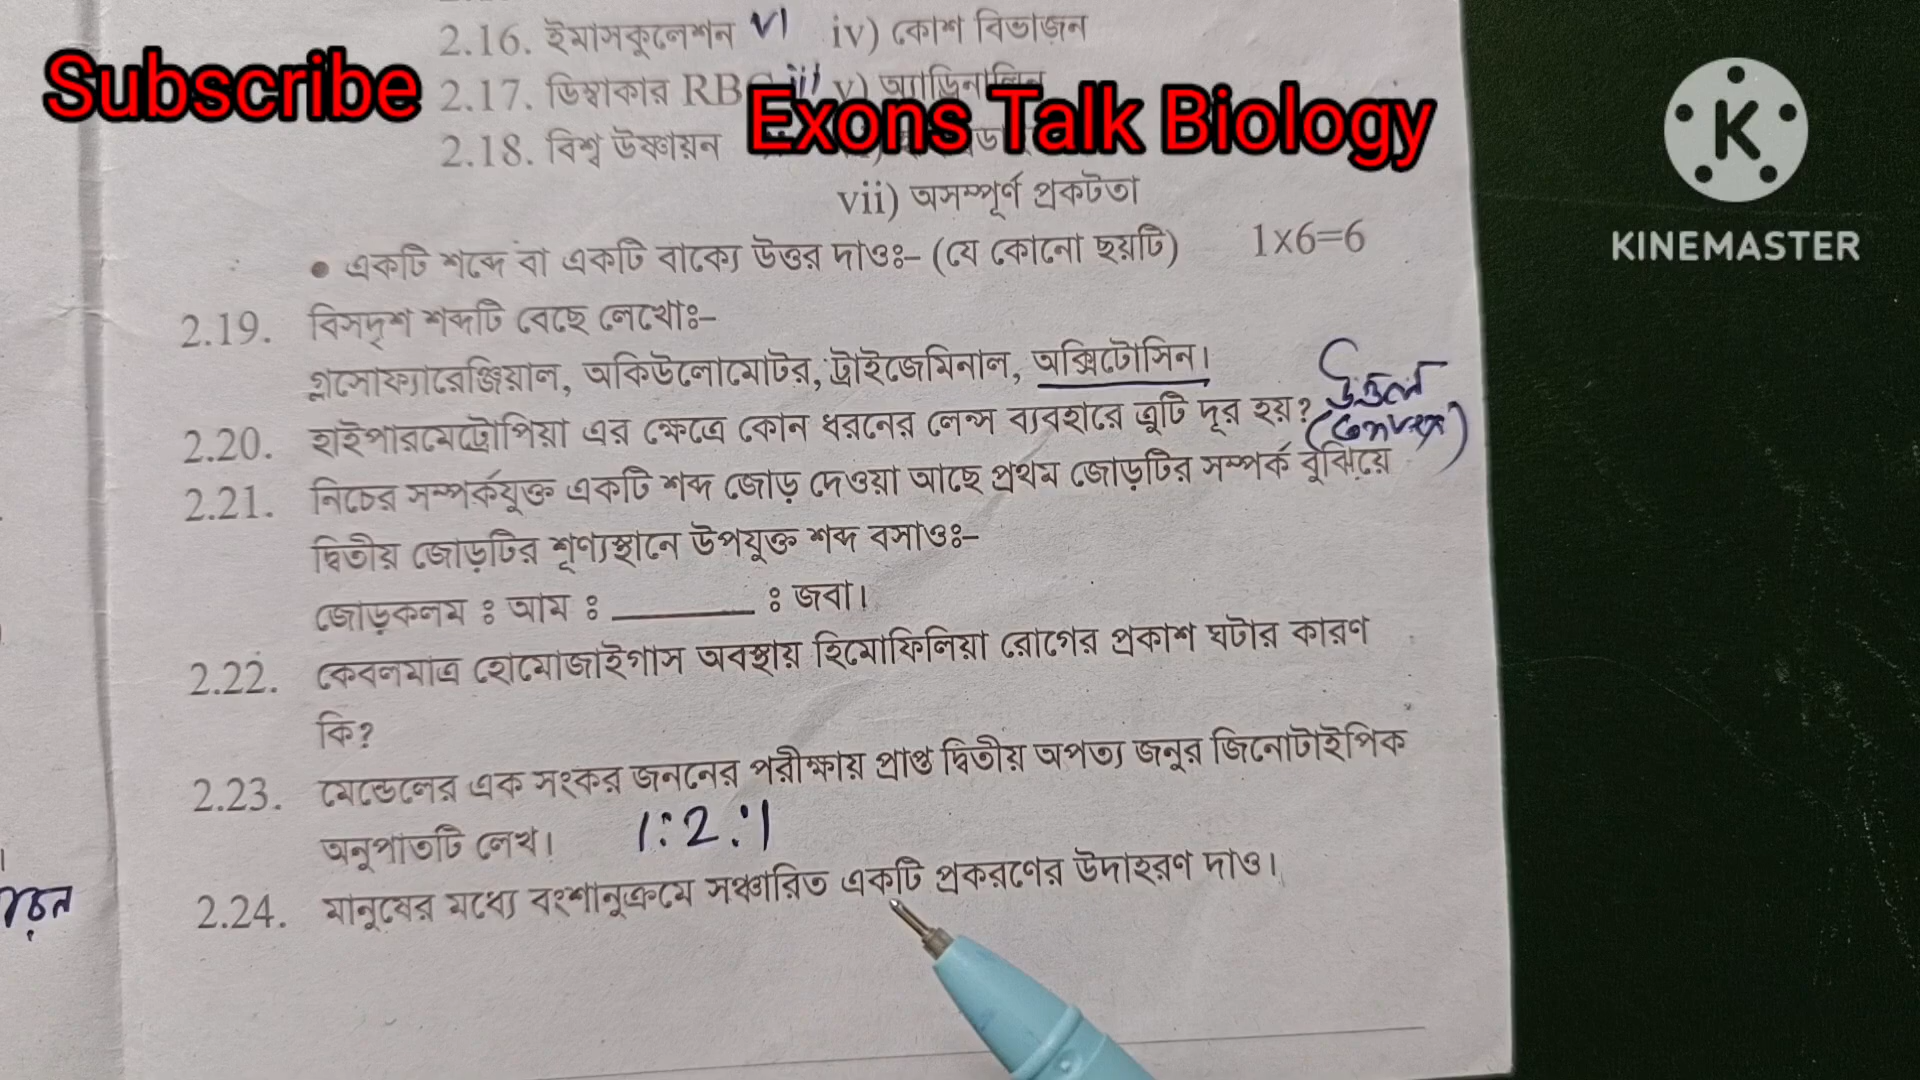 2.16. ইমাসকুলেশন VI iv) কোশ বিভাজন
Subscribe
2.17. ডিম্বাকার RB iii v) অ্যাড্রিনালিন
Exons Talk Biology
2.18. বিশ্ব উষ্ণায়ন
vii) অসম্পূর্ণ প্রকটতা
K
KINEMASTER
• একটি শব্দে বা একটি বাক্যে উত্তর দাওঃ– (যে কোনো ছয়টি) 1x6=6
2.19. বিসদৃশ শব্দটি বেছে লেখোঃ–
গ্লসোফ্যারেঞ্জিয়াল, অকিউলোমোটর, ট্রাইজেমিনাল, অক্সিটোসিন।
2.20. হাইপারমেট্রোপিয়া এর ক্ষেত্রে কোন ধরনের লেন্স ব্যবহারে ত্রুটি দূর হয়? উত্তল
(Convex)
2.21. নিচের সম্পর্কযুক্ত একটি শব্দ জোড় দেওয়া আছে প্রথম জোড়টির সম্পর্ক বুঝিয়ে
দ্বিতীয় জোড়টির শূণ্যস্থানে উপযুক্ত শব্দ বসাওঃ–
জোড়কলম ঃ আম ঃ ________ ঃ জবা।
2.22. কেবলমাত্র হোমোজাইগাস অবস্থায় হিমোফিলিয়া রোগের প্রকাশ ঘটার কারণ
কি?
2.23. মেন্ডেলের এক সংকর জননের পরীক্ষায় প্রাপ্ত দ্বিতীয় অপত্য জনুর জিনোটাইপিক
অনুপাতটি লেখ। 1:2:1
2.24. মানুষের মধ্যে বংশানুক্রমে সঞ্চারিত একটি প্রকরণের উদাহরণ দাও।